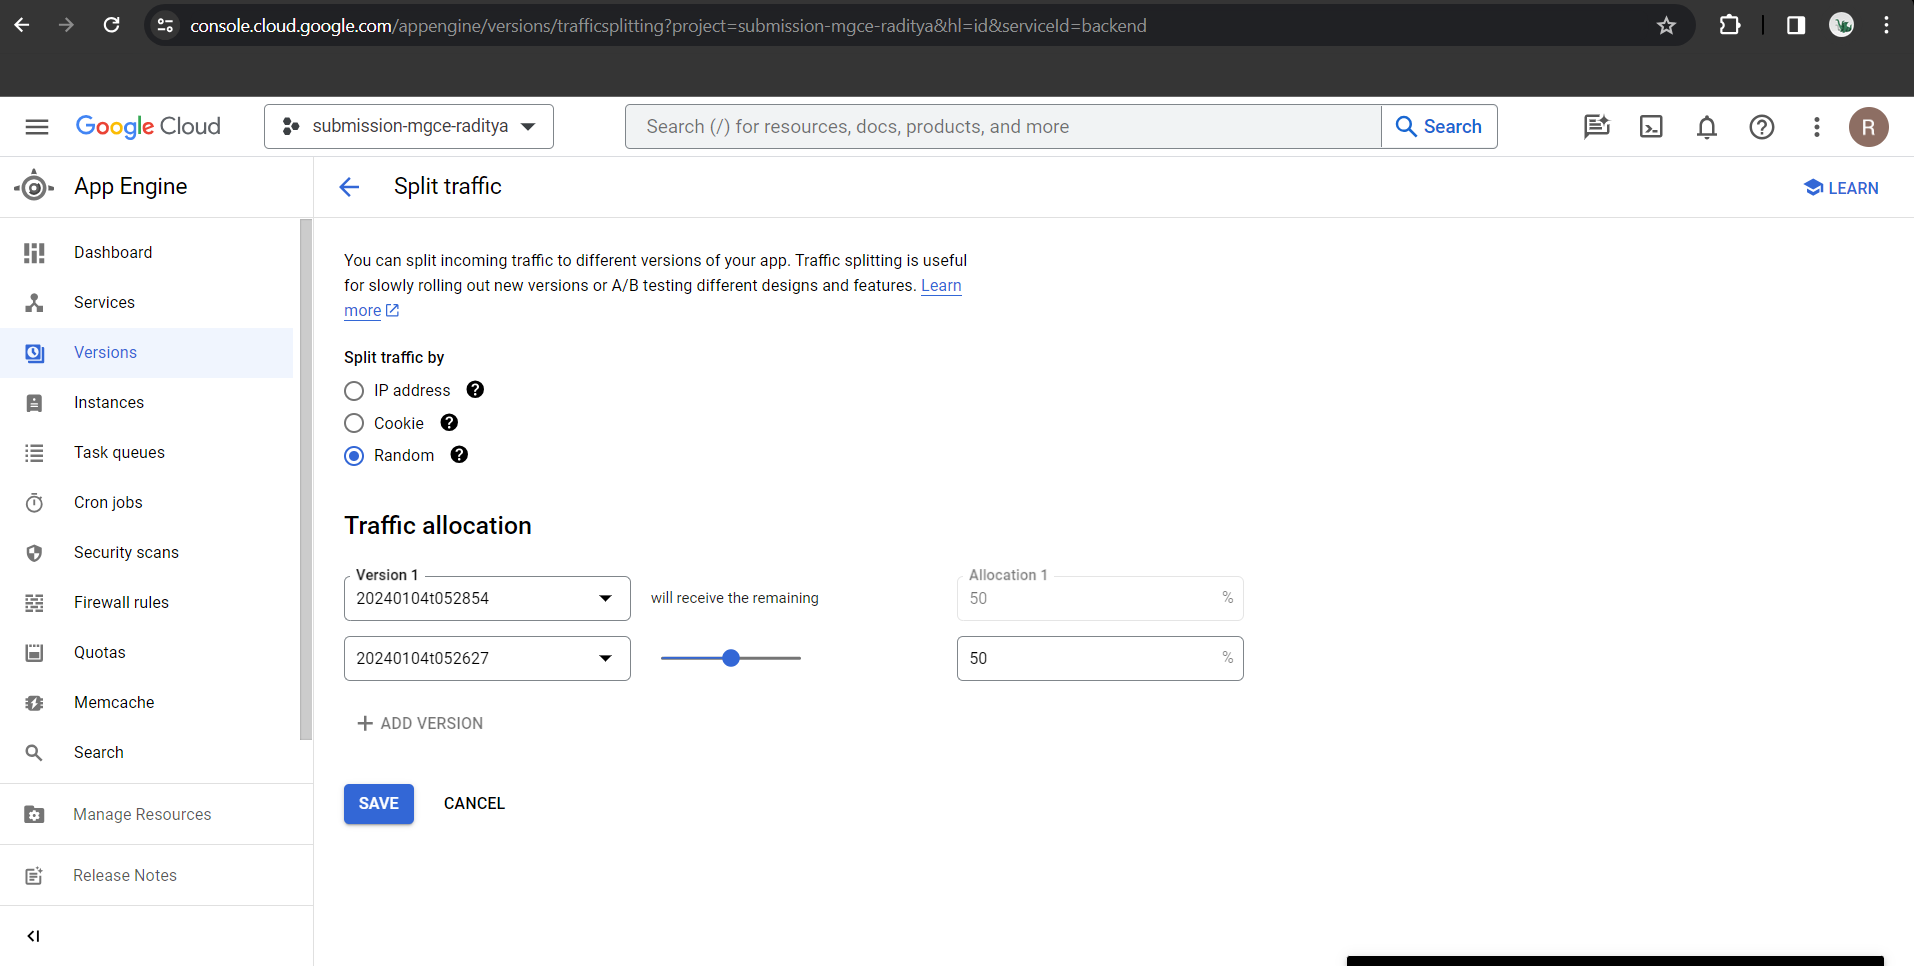 console.cloud.google.com/appengine/versions/trafficsplitting?project=submission-mgce-raditya&hl=id&serviceId=backend
Google Cloud
submission-mgce-raditya
Search (/) for resources, docs, products, and more
Search
R
App Engine
Split traffic
LEARN
Dashboard
Services
Versions
Instances
Task queues
Cron jobs
Security scans
Firewall rules
Quotas
Memcache
Search
Manage Resources
Release Notes
You can split incoming traffic to different versions of your app. Traffic splitting is useful
for slowly rolling out new versions or A/B testing different designs and features. Learn
more
Split traffic by
IP address
Cookie
Random
Traffic allocation
Version 1
20240104t052854
will receive the remaining
Allocation 1
50 %
20240104t052627
50 %
+ ADD VERSION
SAVE
CANCEL